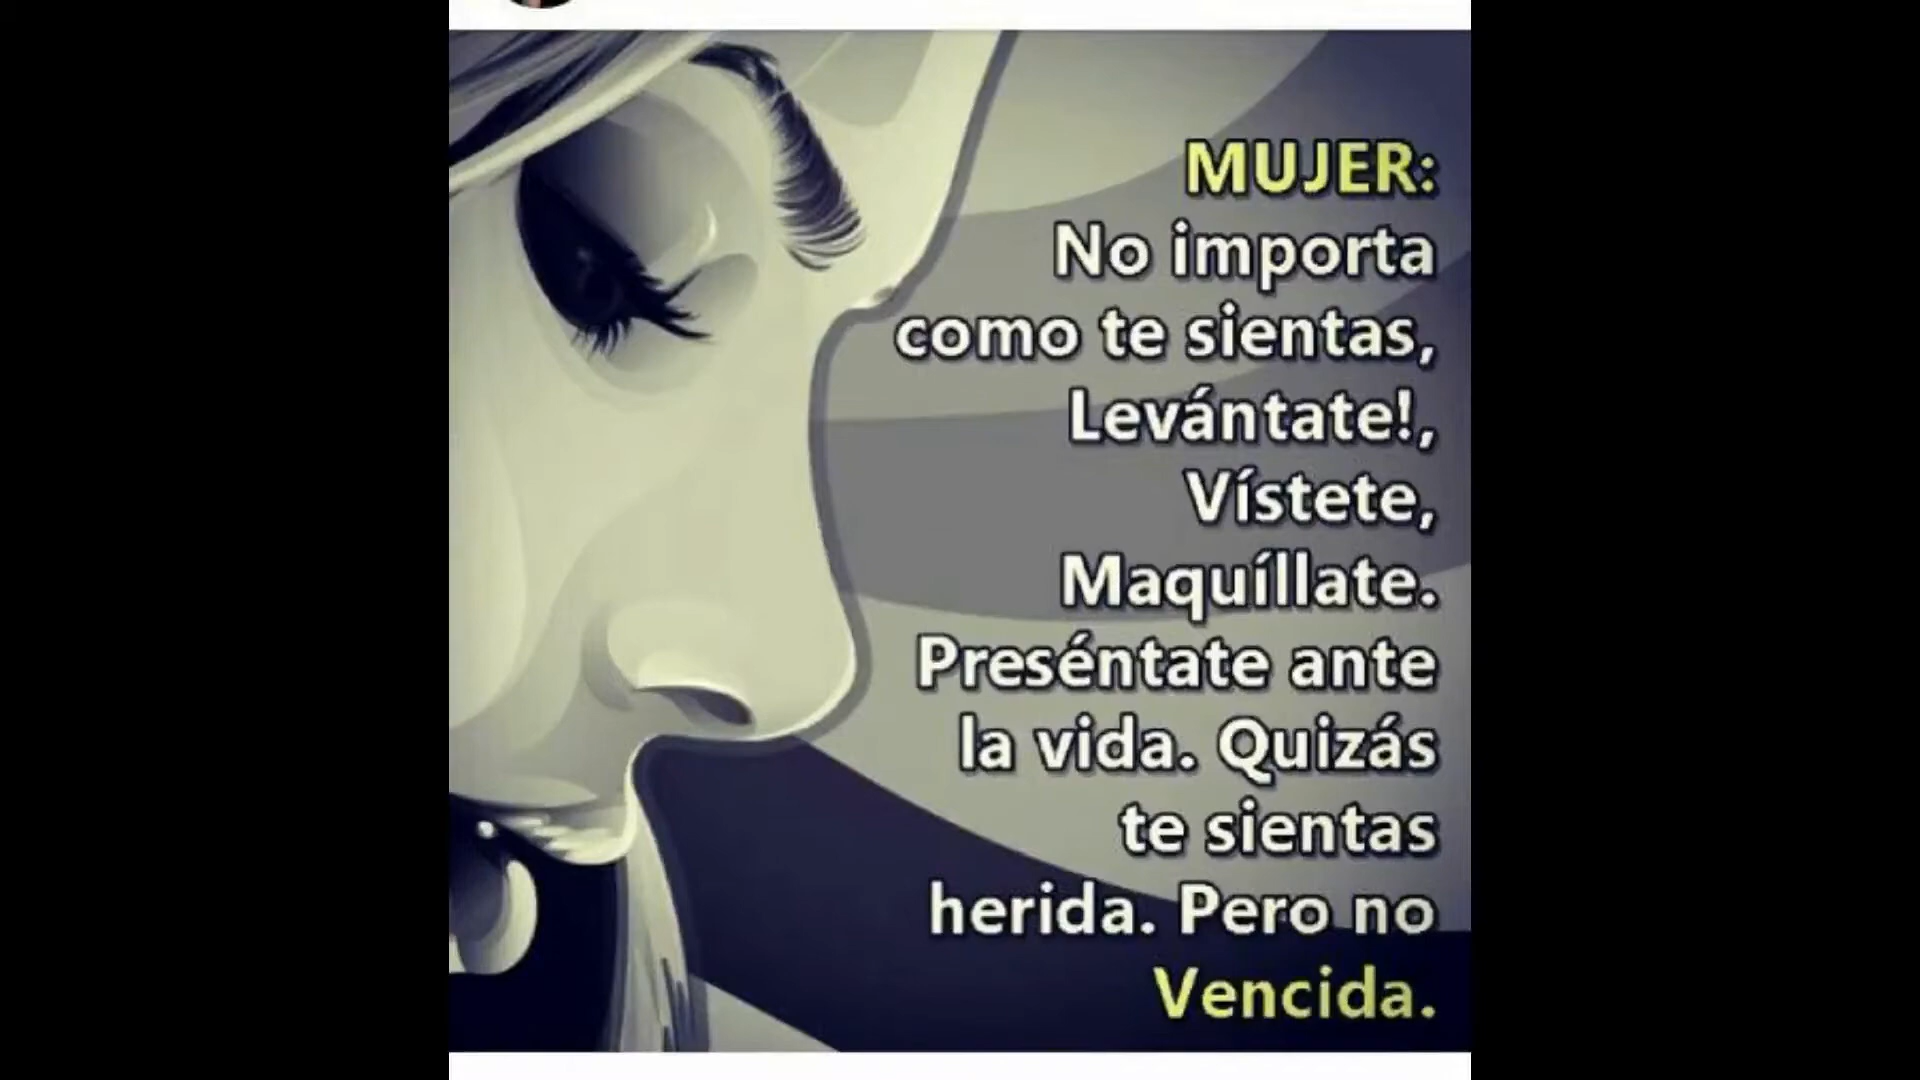 MUJER:
No importa
como te sientas,
Levántate!,
Vístete,
Maquíllate.
Preséntate ante
la vida. Quizás
te sientas
herida. Pero no
Vencida.